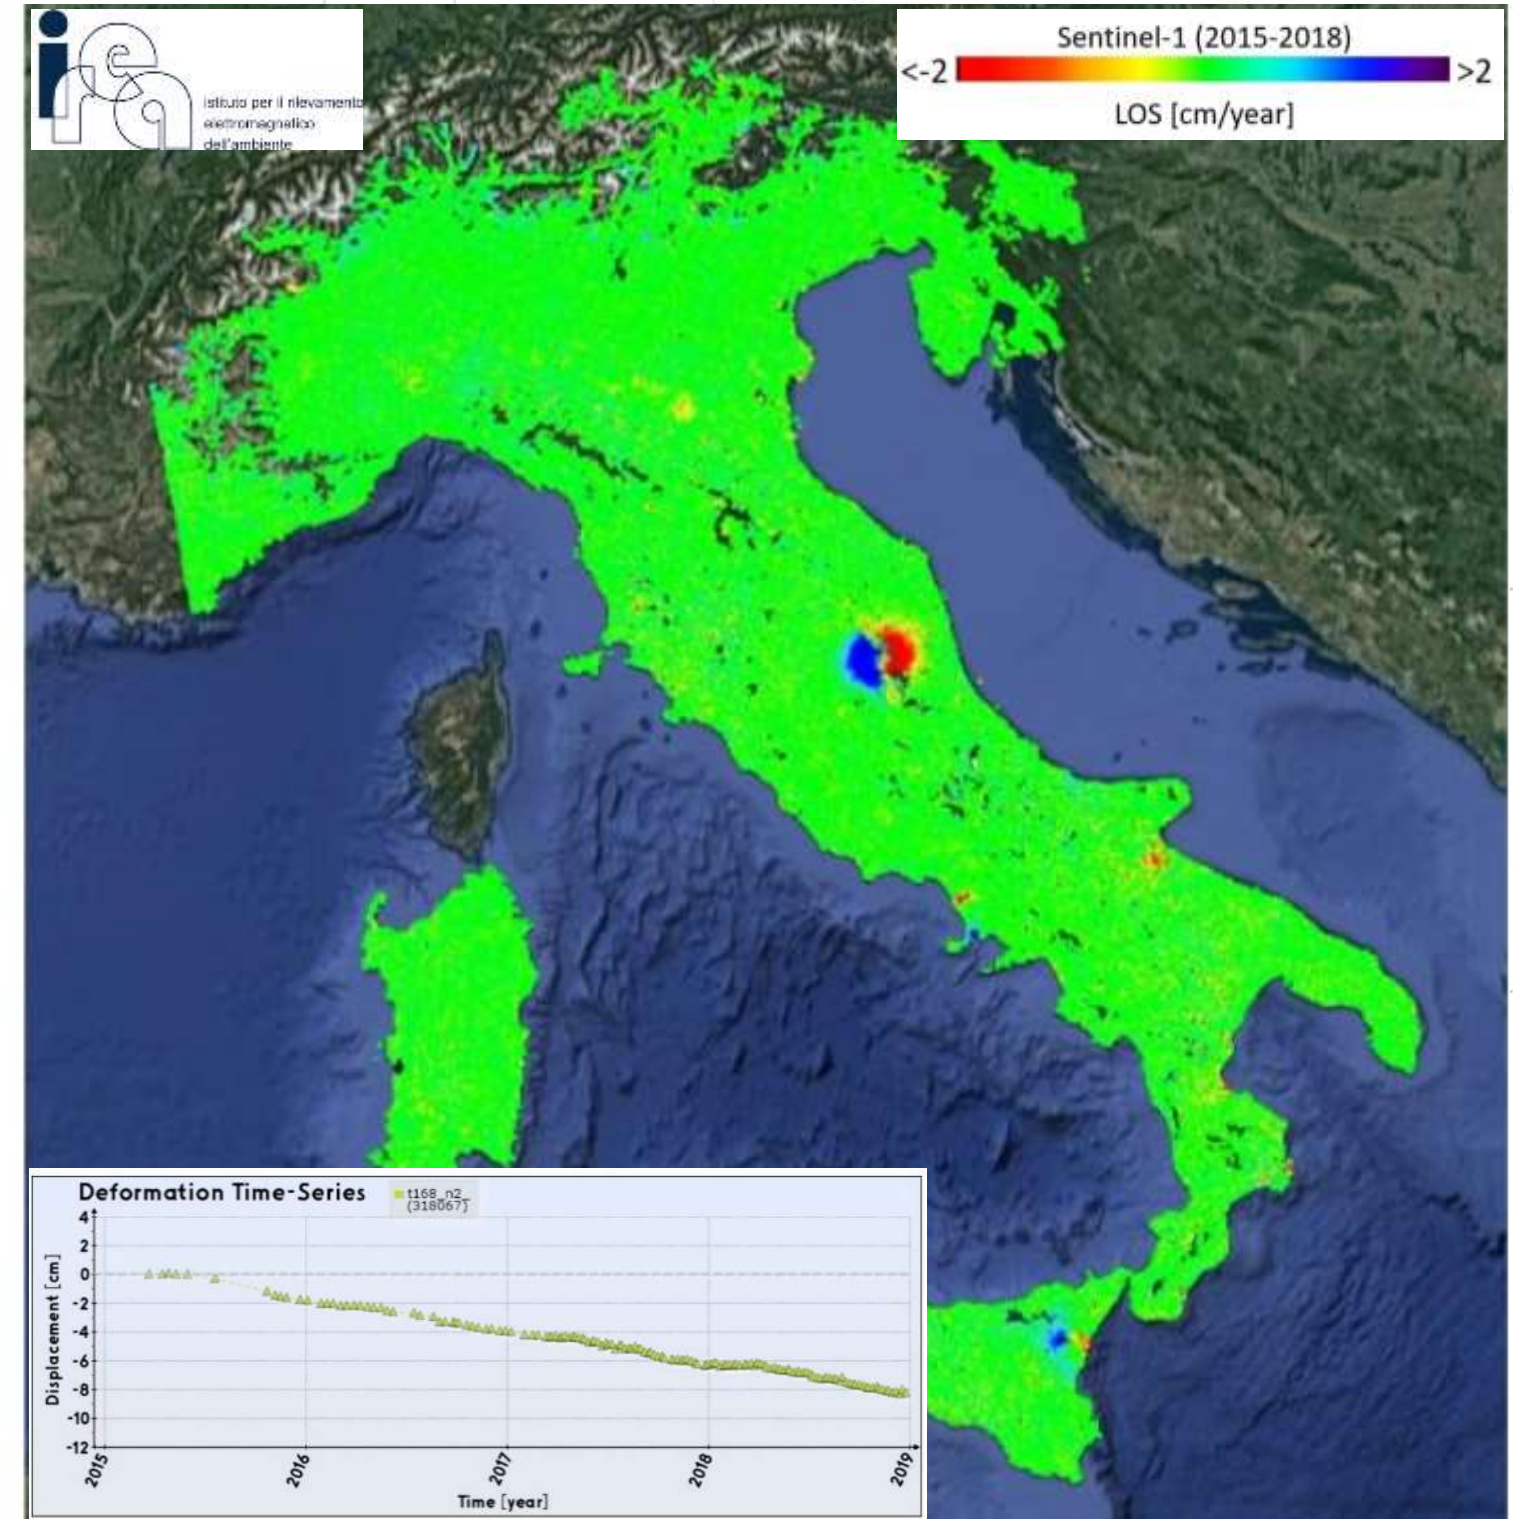 irea
istituto per il rilevamento
elettromagnetico
dell'ambiente
Sentinel-1 (2015-2018)
<-2 >2
LOS [cm/year]
Deformation Time-Series
t168_n2_
(318067)
4
2
0
-2
-4
-6
-8
-10
-12
Displacement [cm]
2015 2016 2017 2018 2019
Time [year]